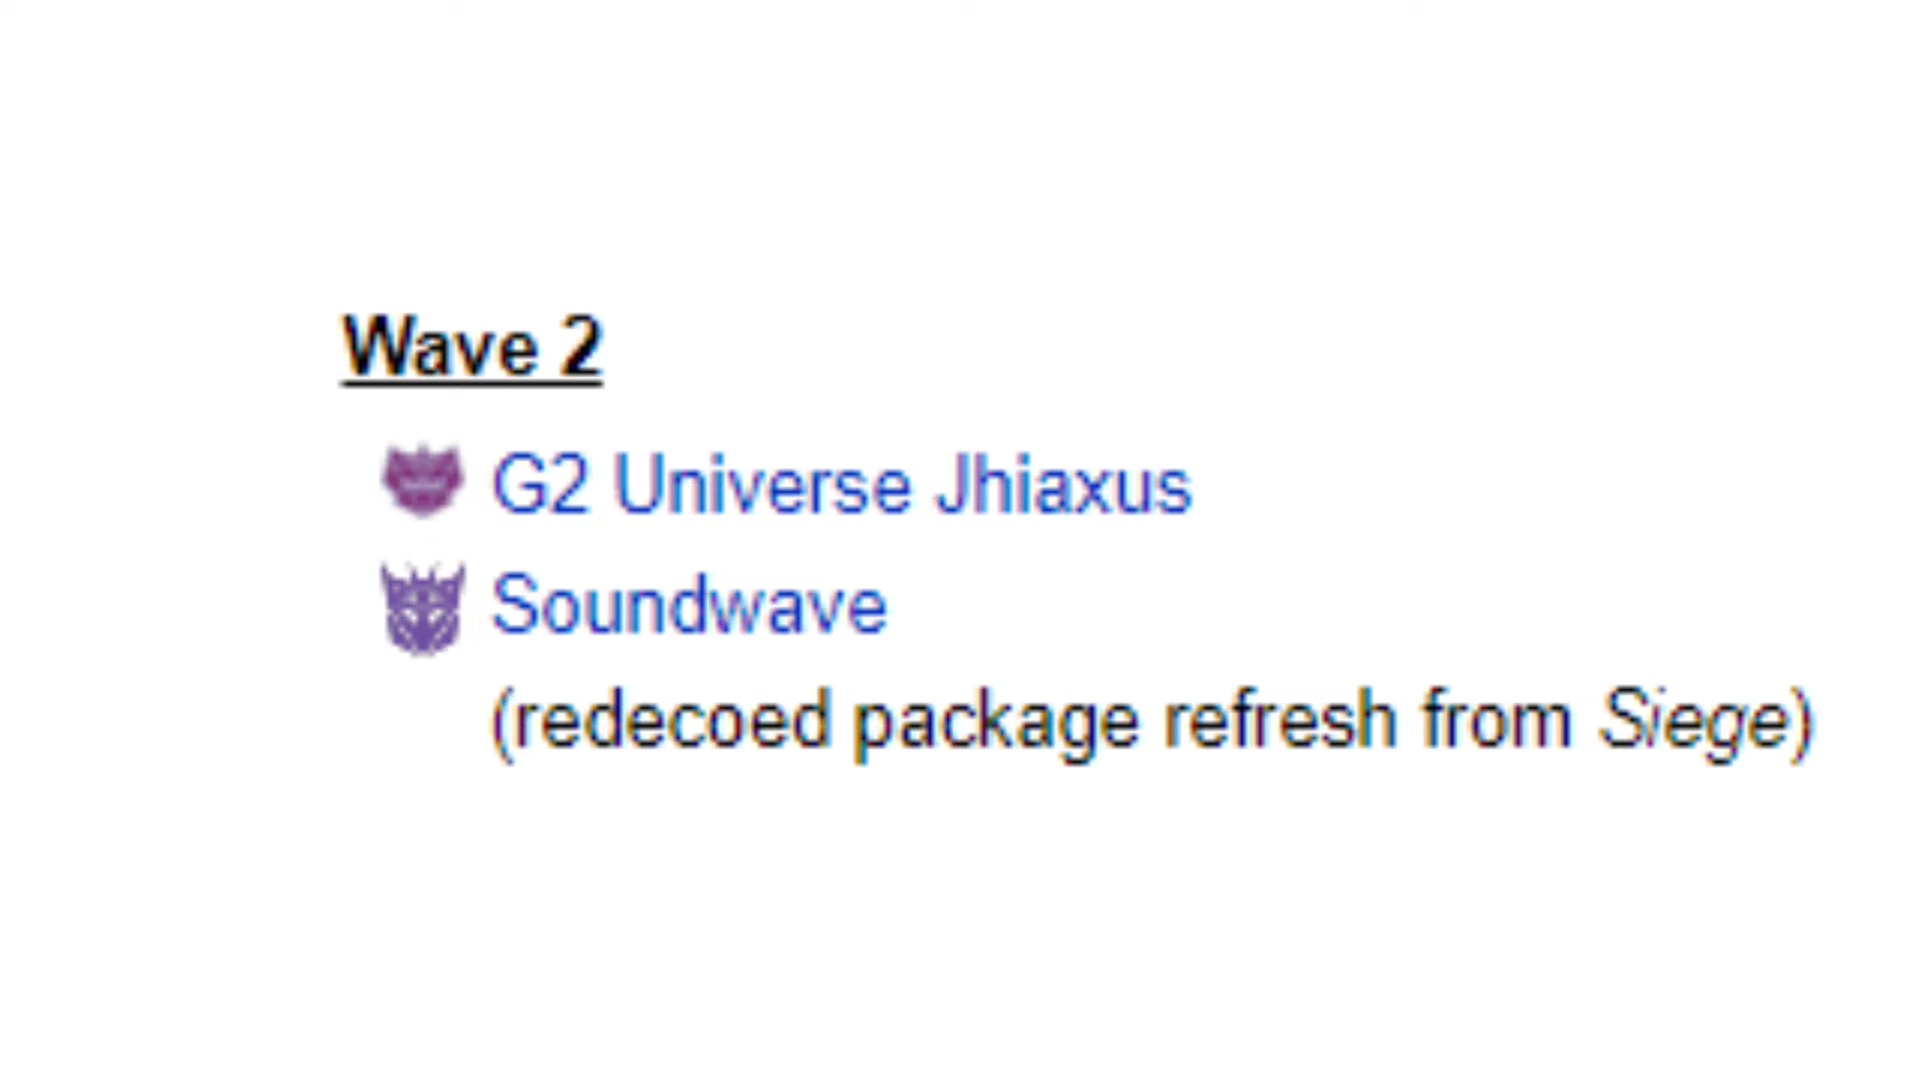 Wave 2
G2 Universe Jhiaxus
Soundwave
(redecoed package refresh from Siege)